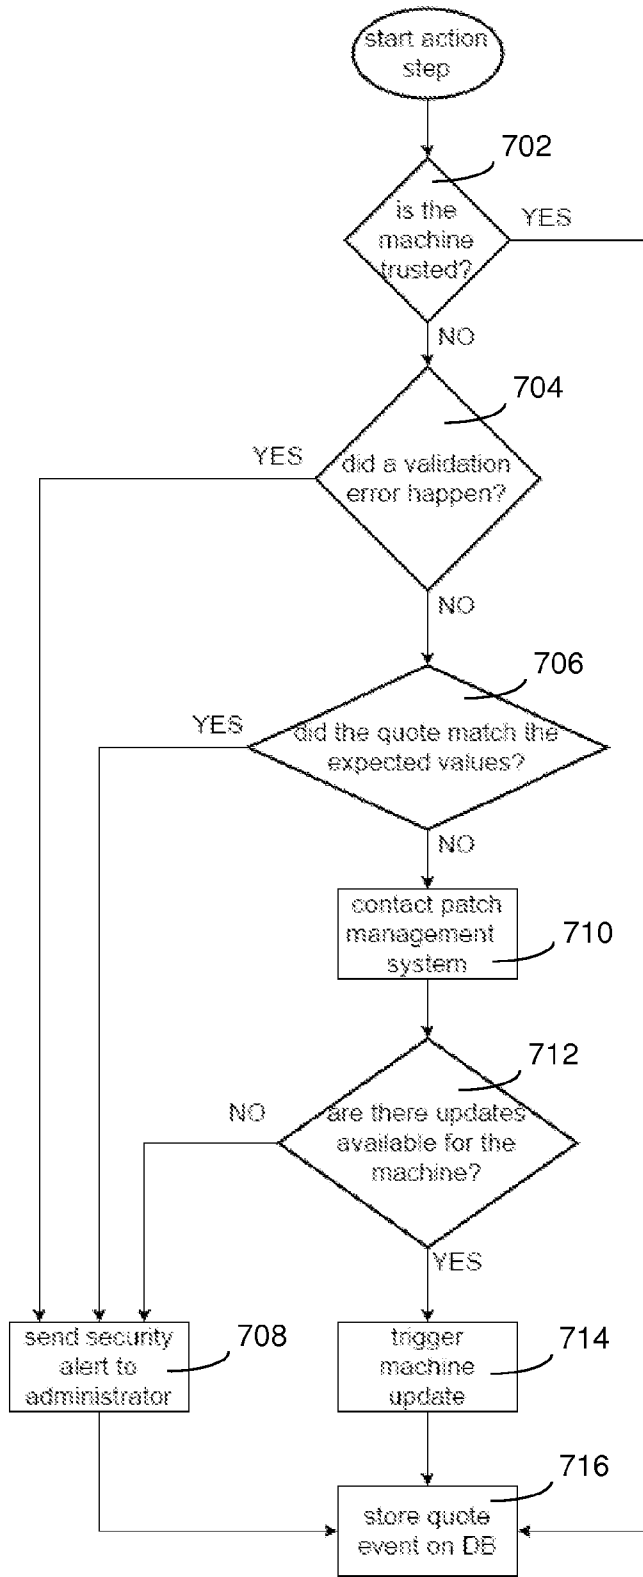 start action
step
702
is the
machine
trusted?
YES
NO
704
did a validation
error happen?
YES
NO
706
did the quote match the
expected values?
YES
NO
contact patch
management
system
710
712
are there updates
available for the
machine?
NO
YES
send security
alert to
administrator
708
trigger
machine
update
714
716
store quote
event on DB